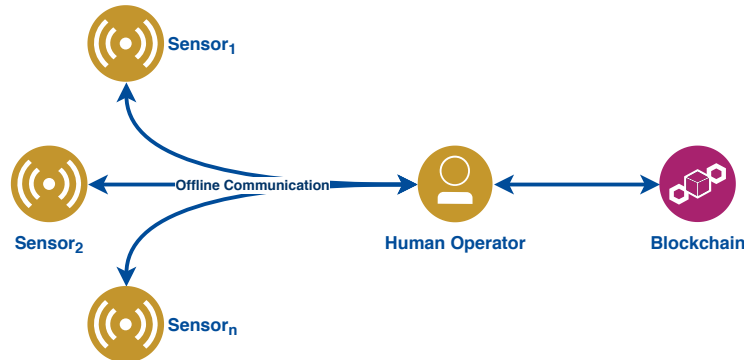 Sensor₁
Offline Communication
Sensor₂
Human Operator
Blockchain
Sensorₙ